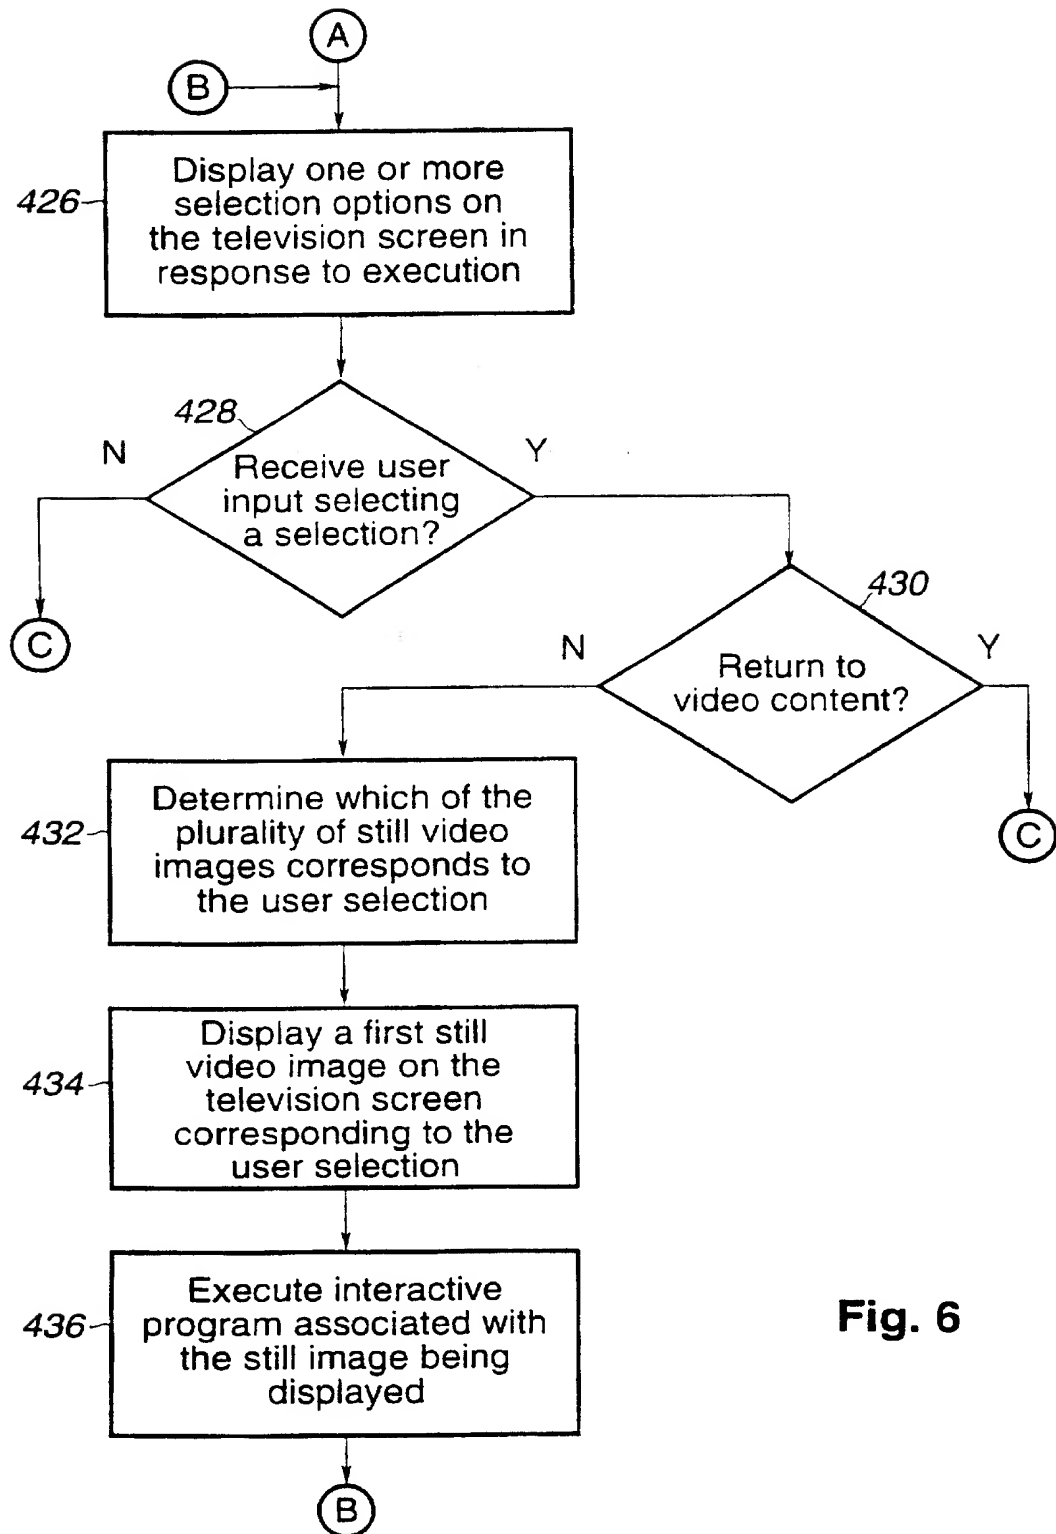 A
B
426
Display one or more
selection options on
the television screen in
response to execution
428
N
Y
Receive user
input selecting
a selection?
C
430
N
Y
Return to
video content?
C
432
Determine which of the
plurality of still video
images corresponds to
the user selection
434
Display a first still
video image on the
television screen
corresponding to the
user selection
436
Execute interactive
program associated with
the still image being
displayed
B
Fig. 6